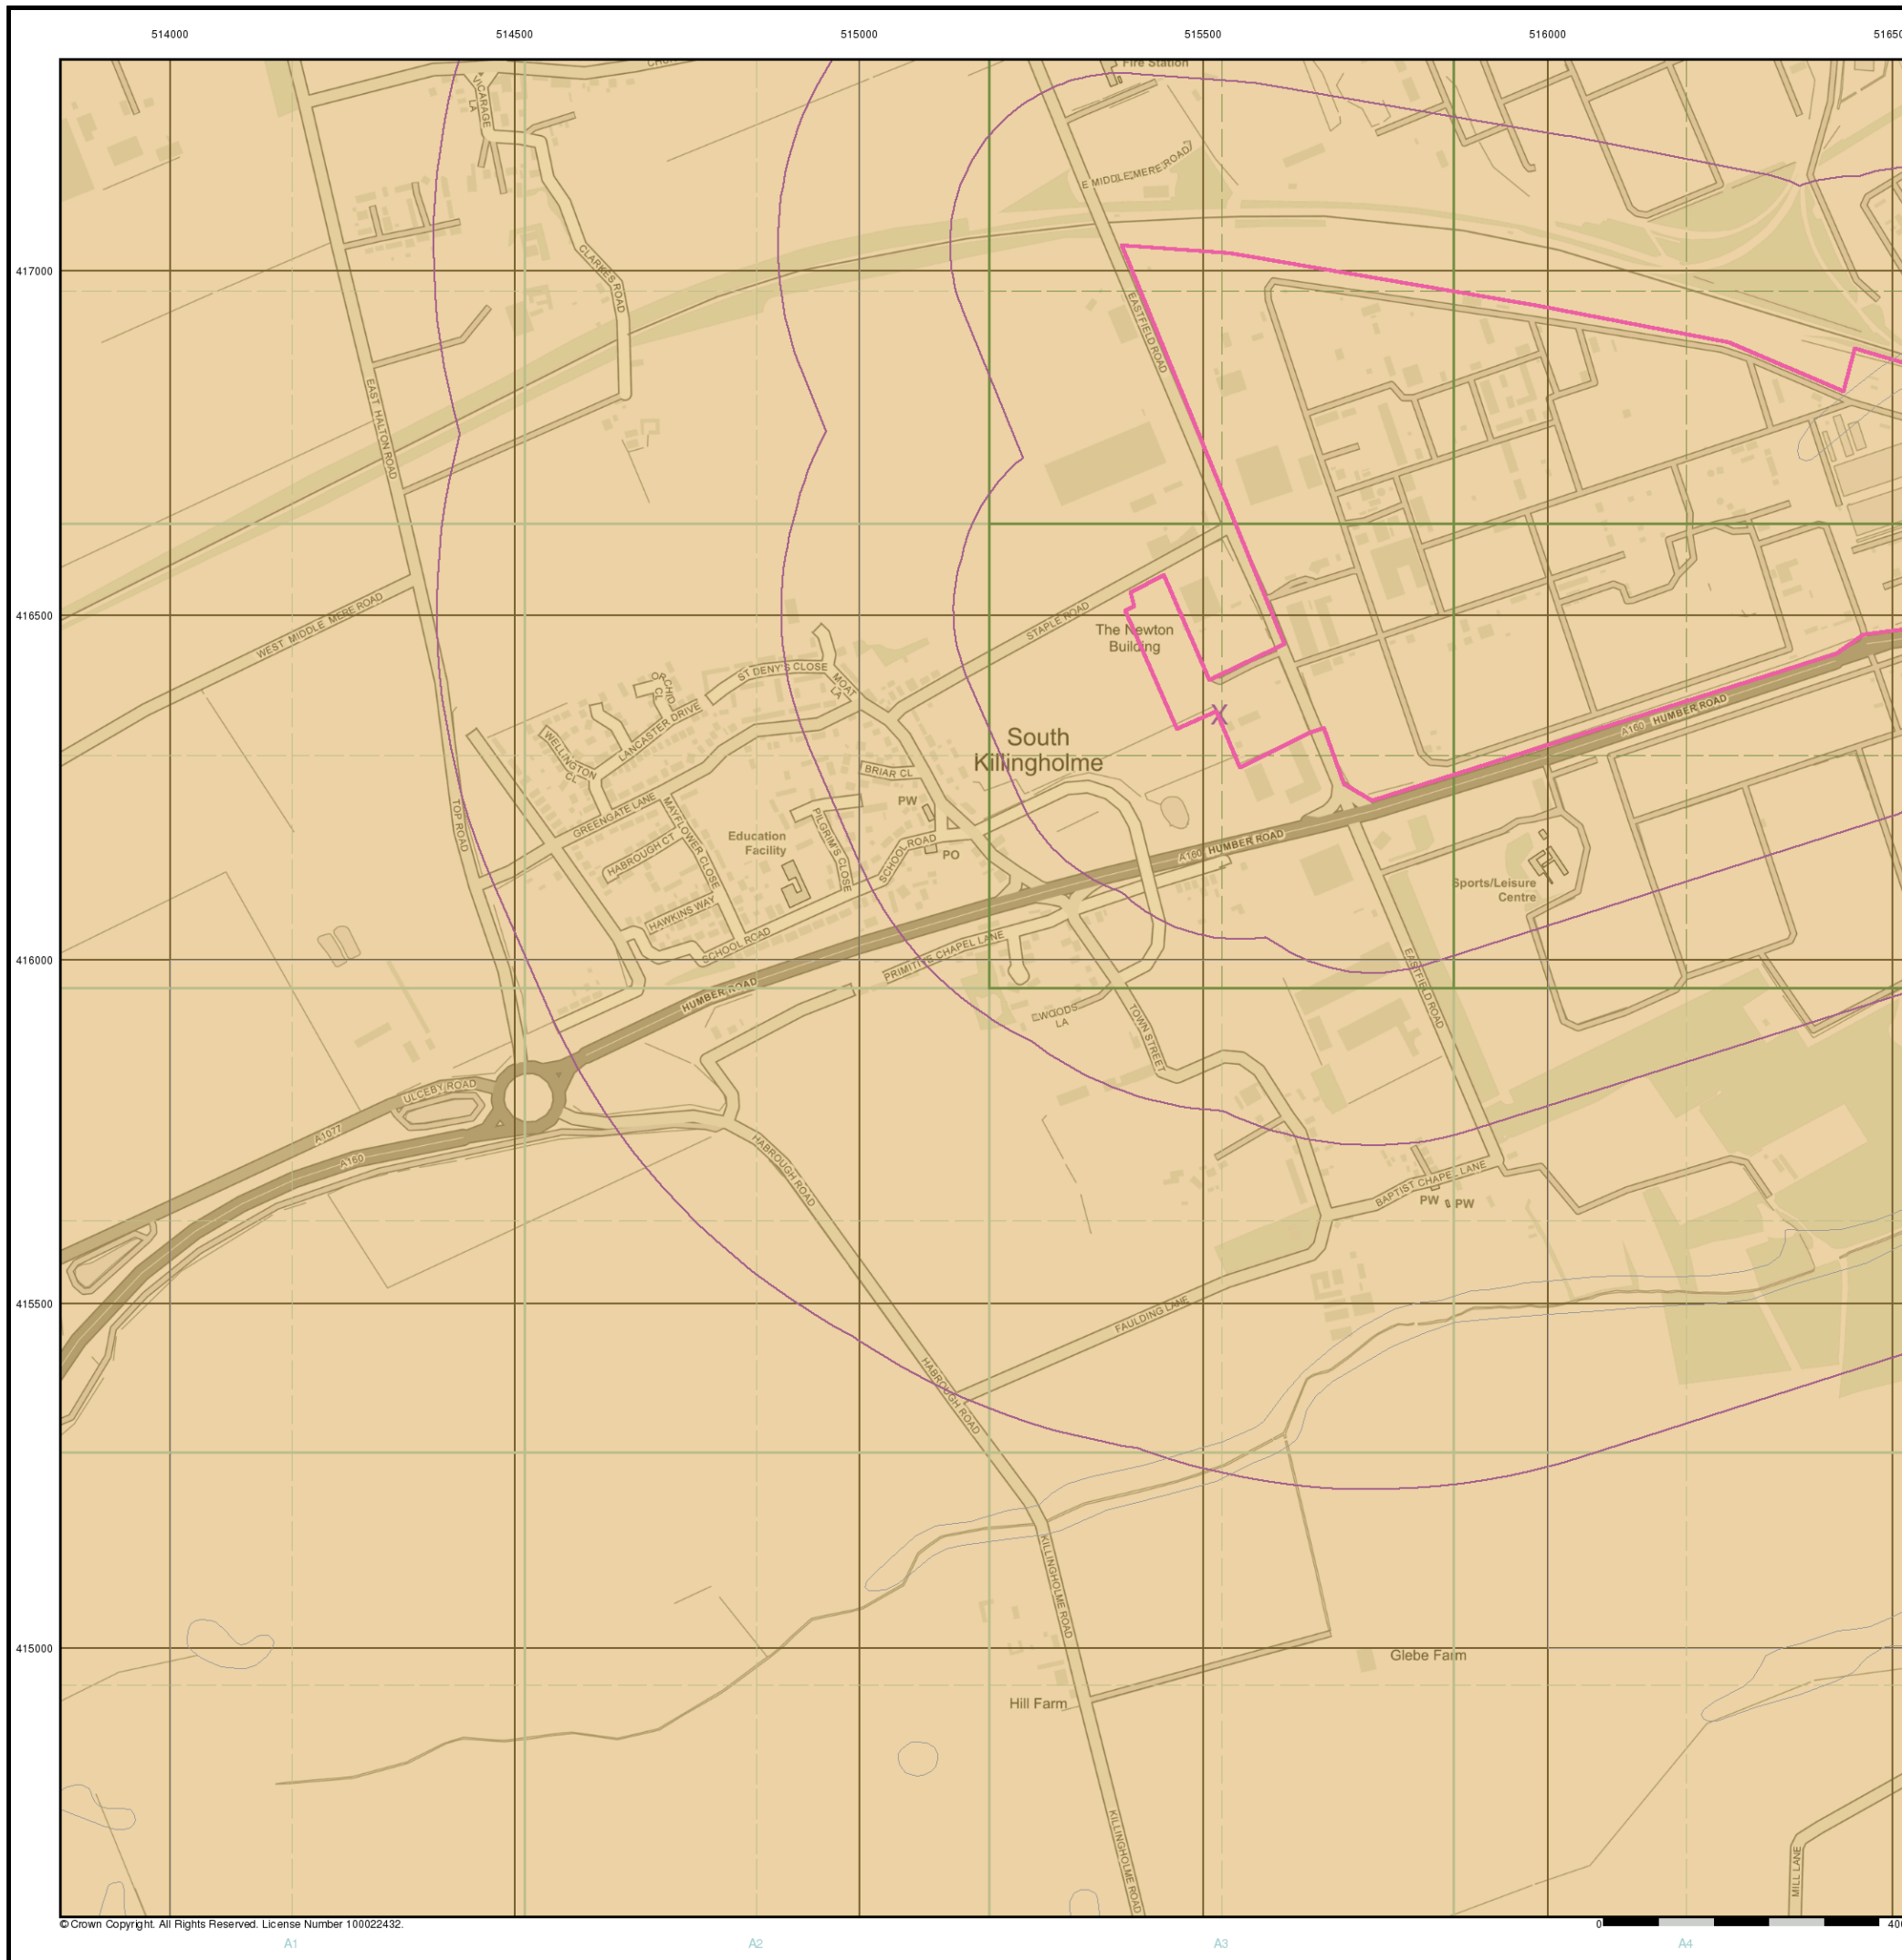 514000
514500
515000
515500
516000
Fire Station
VICARAGE
LA
E MIDDLE MERE ROAD
CLARKES ROAD
417000
EASTFIELD ROAD
EAST HALTON ROAD
416500
WEST MIDDLE MERE ROAD
STAPLE ROAD
The Newton
Building
ST DENY'S CLOSE
MOAT
LA
ORCHID
CL
LANCASTER DRIVE
WELLINGTON
CL
X
A160 HUMBER ROAD
South
Killingholme
BRIAR CL
PW
GREENGATE LANE
MAYFLOWER CLOSE
TOP ROAD
PILGRIM'S CLOSE
Education
Facility
HABROUGH CT
SCHOOL ROAD
PO
A160 HUMBER ROAD
Sports/Leisure
Centre
HAWKINS WAY
SCHOOL ROAD
PRIMITIVE CHAPEL LANE
416000
HUMBER ROAD
EASTFIELD ROAD
EWOODS
LA
TOWN STREET
ULCEBY ROAD
A1077
A160
HABROUGH ROAD
BAPTIST CHAPEL LANE
PW
PW
415500
FAULDING LANE
HABROUGH ROAD
KILLINGHOLME ROAD
415000
Glebe Farm
Hill Farm
KILLINGHOLME ROAD
MILL LANE
© Crown Copyright. All Rights Reserved. License Number 100022432.
0
A1
A2
A3
A4